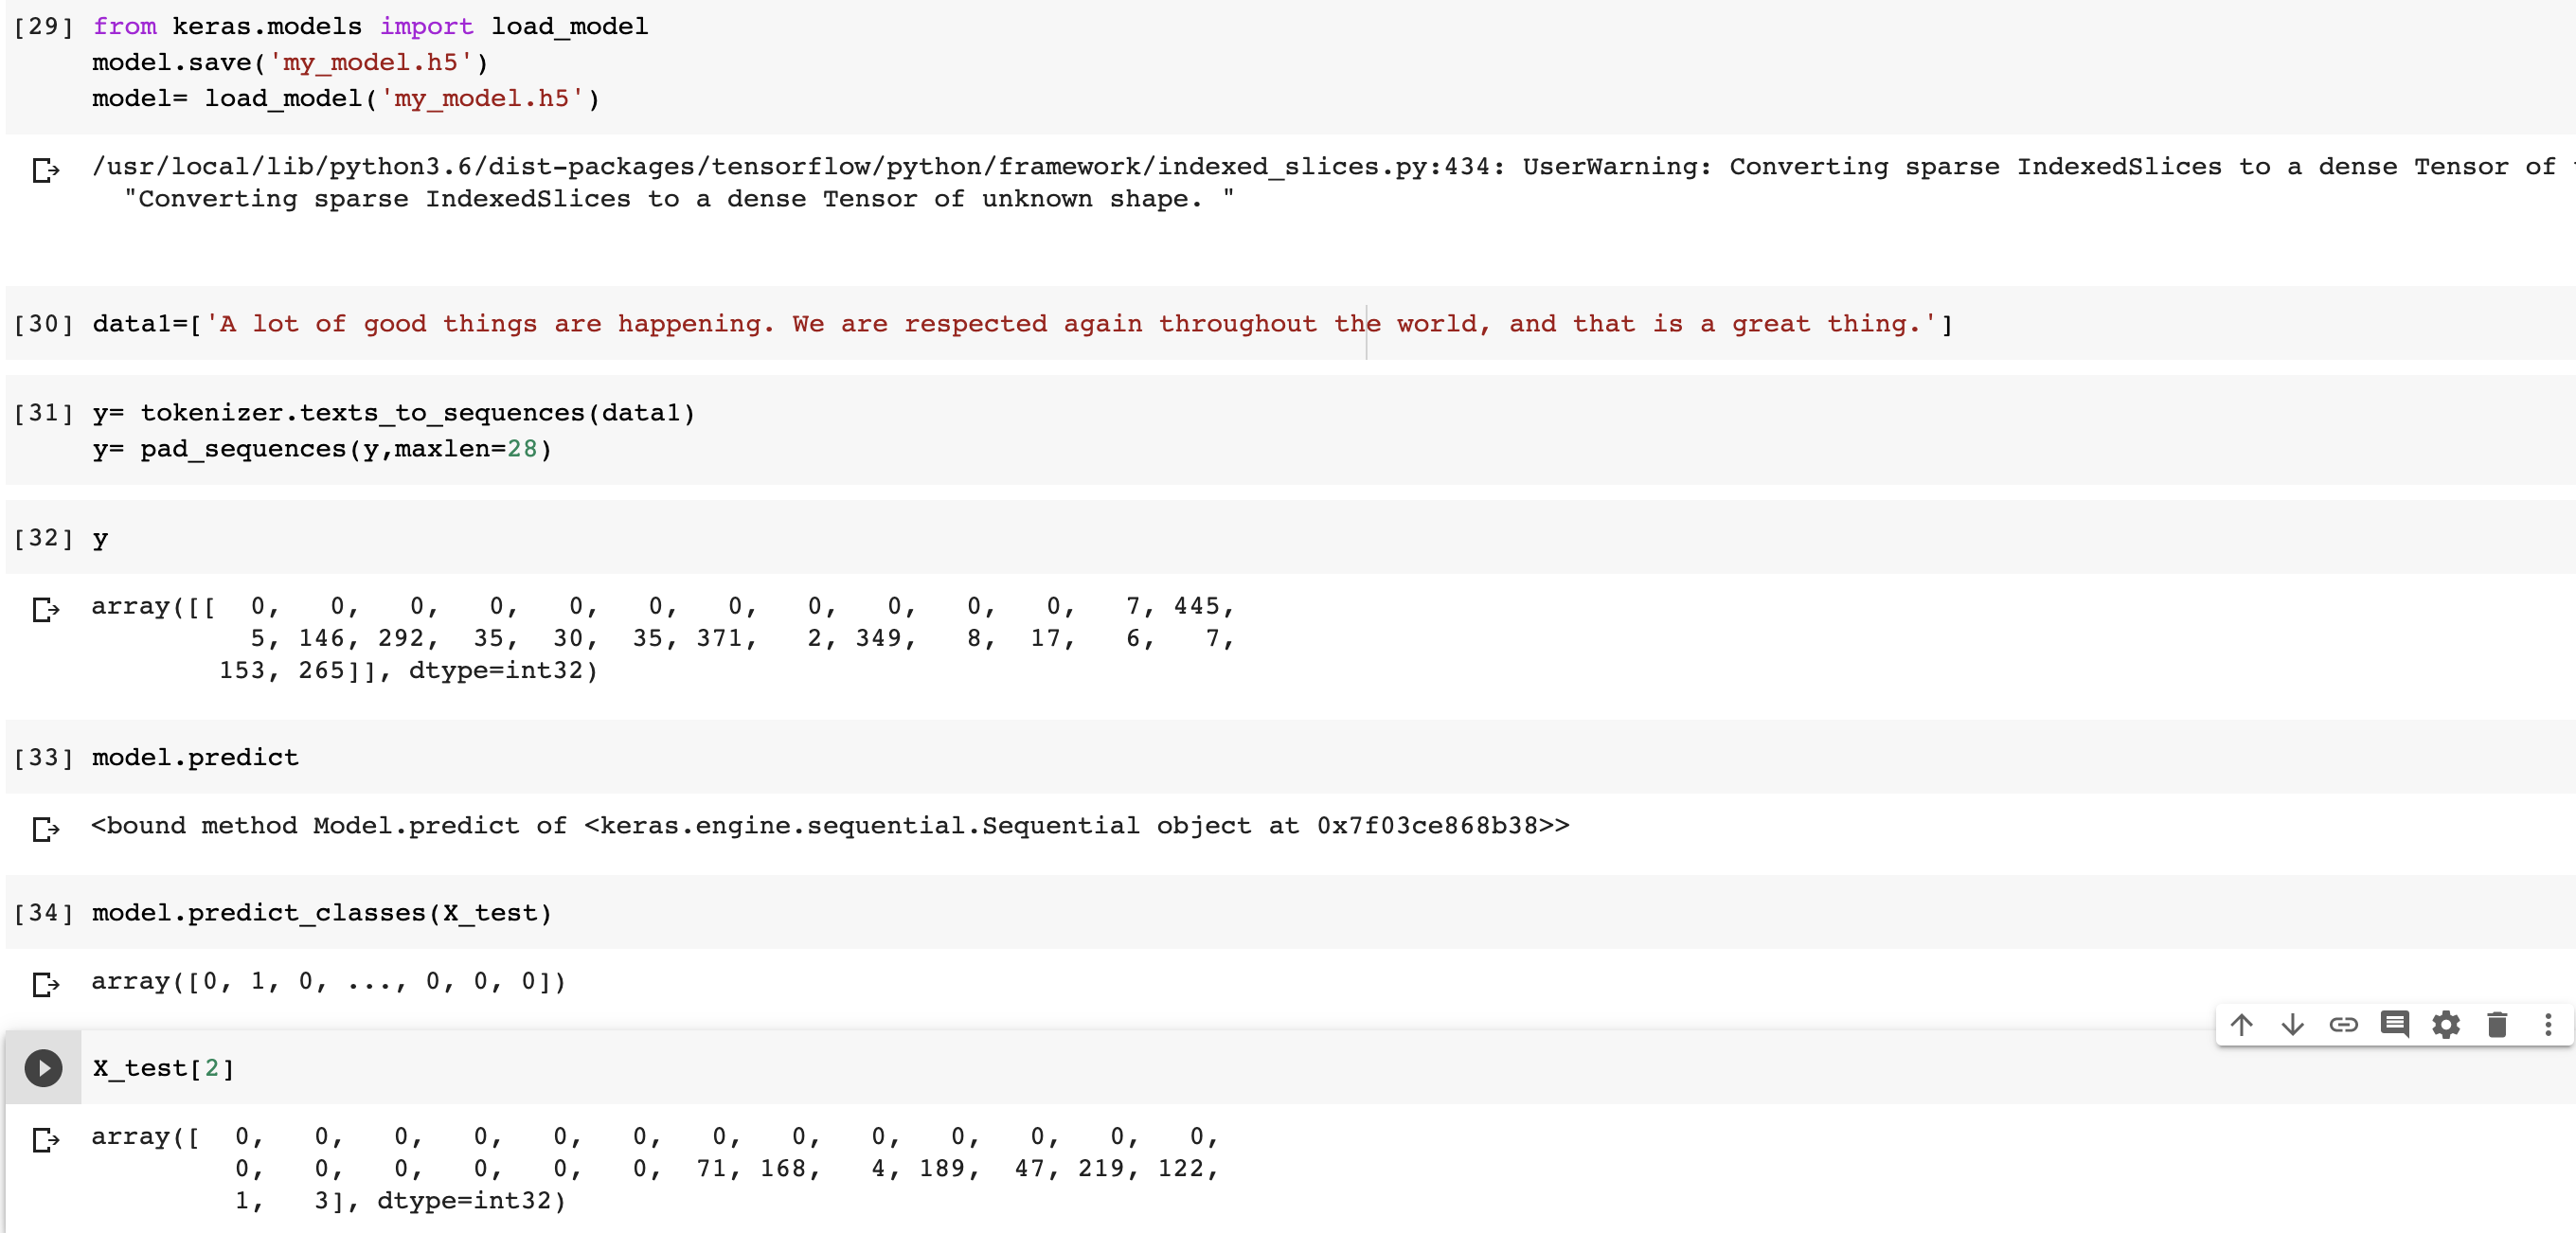 [29] from keras.models import load_model
model.save('my_model.h5')
model= load_model('my_model.h5')
/usr/local/lib/python3.6/dist-packages/tensorflow/python/framework/indexed_slices.py:434: UserWarning: Converting sparse IndexedSlices to a dense Tensor of
"Converting sparse IndexedSlices to a dense Tensor of unknown shape. "
[30] data1=['A lot of good things are happening. We are respected again throughout the world, and that is a great thing.']
[31] y= tokenizer.texts_to_sequences(data1)
y= pad_sequences(y,maxlen=28)
[32] y
array([[  0,   0,   0,   0,   0,   0,   0,   0,   0,   0,   0,   7, 445,
5, 146, 292,  35,  30,  35, 371,   2, 349,   8,  17,   6,   7,
153, 265]], dtype=int32)
[33] model.predict
<bound method Model.predict of <keras.engine.sequential.Sequential object at 0x7f03ce868b38>>
[34] model.predict_classes(X_test)
array([0, 1, 0, ..., 0, 0, 0])
X_test[2]
array([  0,   0,   0,   0,   0,   0,   0,   0,   0,   0,   0,   0,   0,
0,   0,   0,   0,   0,   0,  71, 168,   4, 189,  47, 219, 122,
1,   3], dtype=int32)